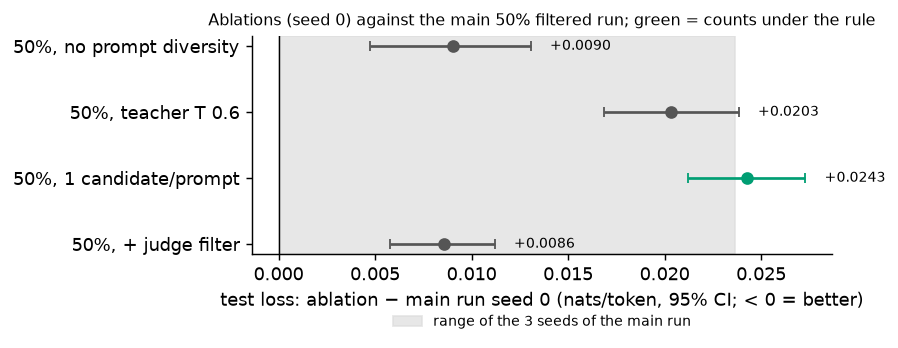 Ablations (seed 0) against the main 50% filtered run; green = counts under the rule
50%, no prompt diversity
+0.0090
50%, teacher T 0.6
+0.0203
50%, 1 candidate/prompt
+0.0243
50%, + judge filter
+0.0086
0.000 0.005 0.010 0.015 0.020 0.025
test loss: ablation − main run seed 0 (nats/token, 95% CI; < 0 = better)
range of the 3 seeds of the main run